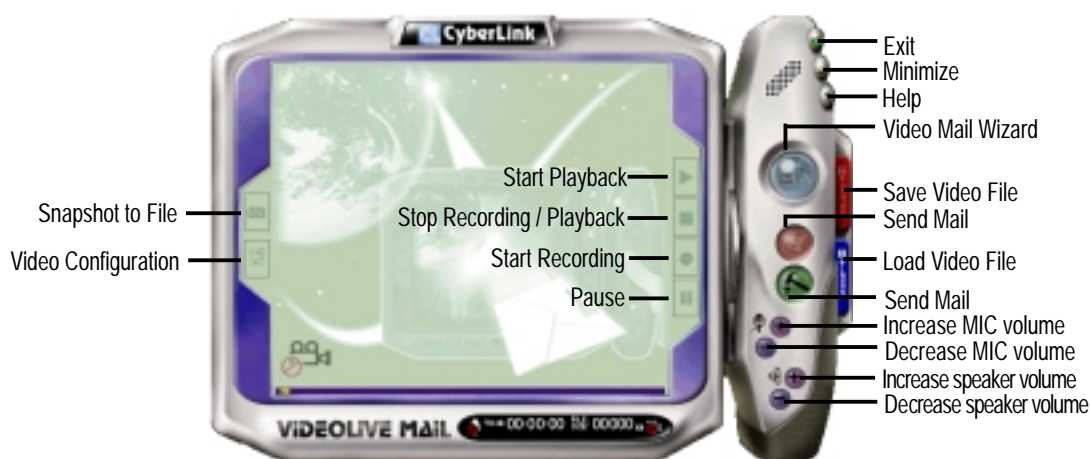 CyberLink
Exit
Minimize
Help
Video Mail Wizard
Start Playback
Save Video File
Snapshot to File
Stop Recording / Playback
Send Mail
Video Configuration
Start Recording
Load Video File
Pause
Send Mail
Increase MIC volume
Decrease MIC volume
Increase speaker volume
Decrease speaker volume
VIDEOLIVE MAIL
00:00:00
00000